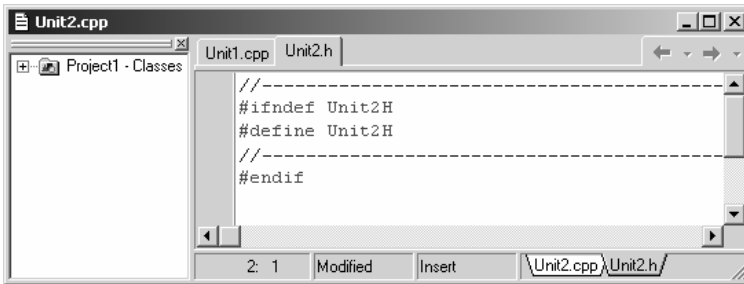 Unit2.cpp
Project1 - Classes
Unit1.cpp Unit2.h
//--------------------------------------------
#ifndef Unit2H
#define Unit2H
//--------------------------------------------
#endif
2: 1 Modified Insert \Unit2.cpp/\Unit2.h/